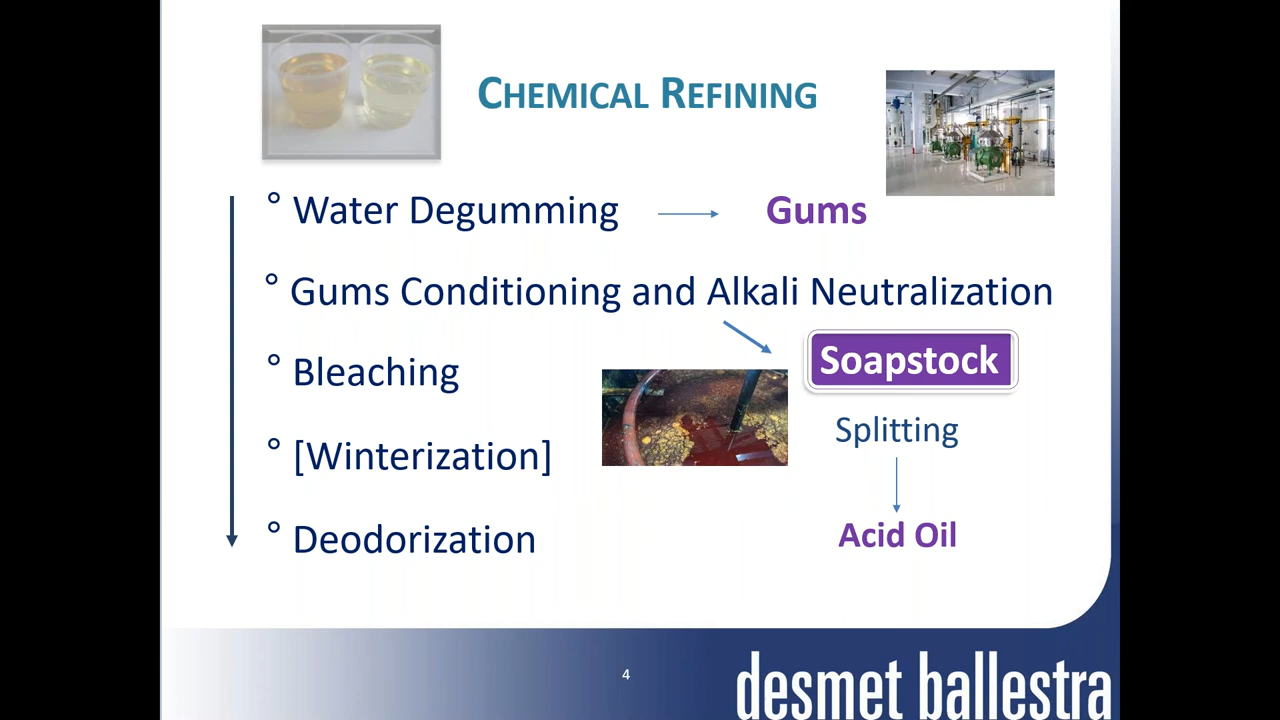 CHEMICAL REFINING
° Water Degumming
Gums
° Gums Conditioning and Alkali Neutralization
Soapstock
° Bleaching
Splitting
° [Winterization]
Acid Oil
° Deodorization
4
desmet ballestra